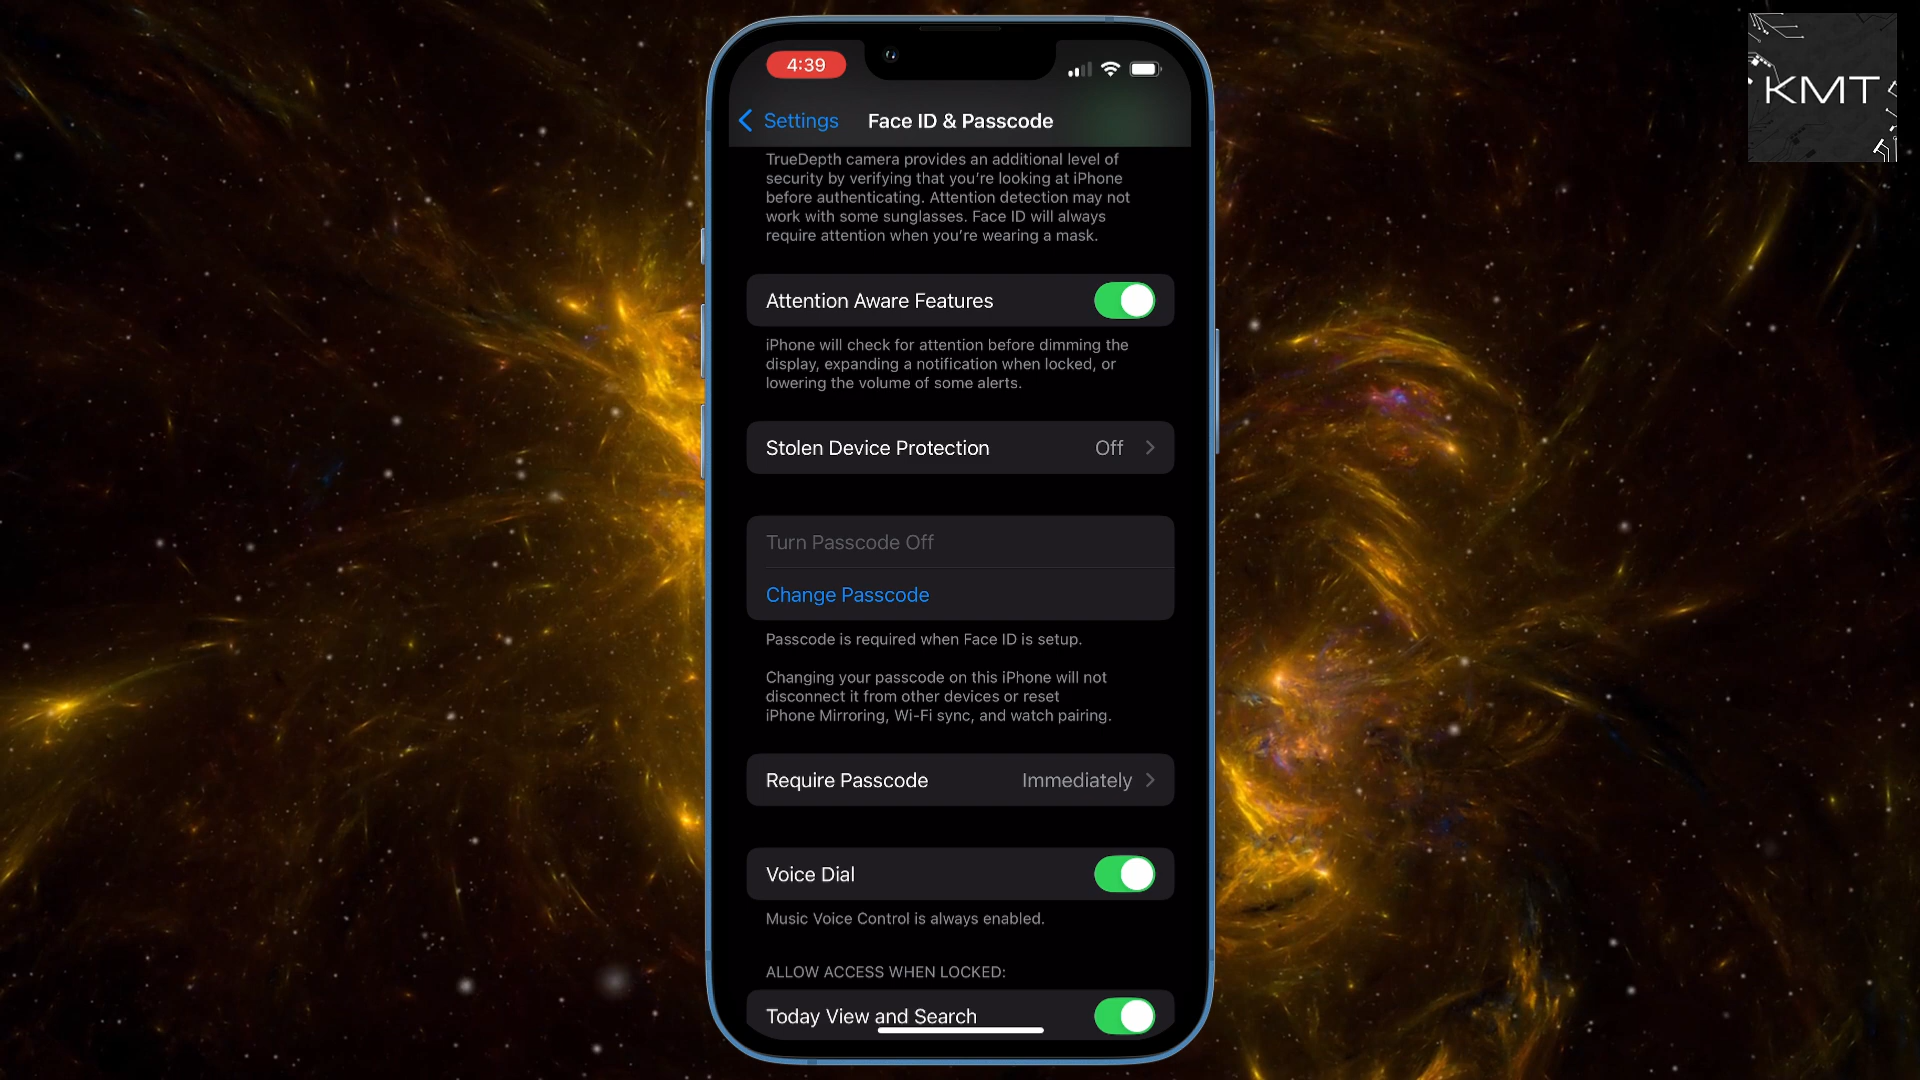 4:39
KMT
Settings
Face ID & Passcode
TrueDepth camera provides an additional level of
security by verifying that you're looking at iPhone
before authenticating. Attention detection may not
work with some sunglasses. Face ID will always
require attention when you're wearing a mask.
Attention Aware Features
iPhone will check for attention before dimming the
display, expanding a notification when locked, or
lowering the volume of some alerts.
Stolen Device Protection Off
Turn Passcode Off
Change Passcode
Passcode is required when Face ID is setup.
Changing your passcode on this iPhone will not
disconnect it from other devices or reset
iPhone Mirroring, Wi-Fi sync, and watch pairing.
Require Passcode Immediately
Voice Dial
Music Voice Control is always enabled.
ALLOW ACCESS WHEN LOCKED:
Today View and Search